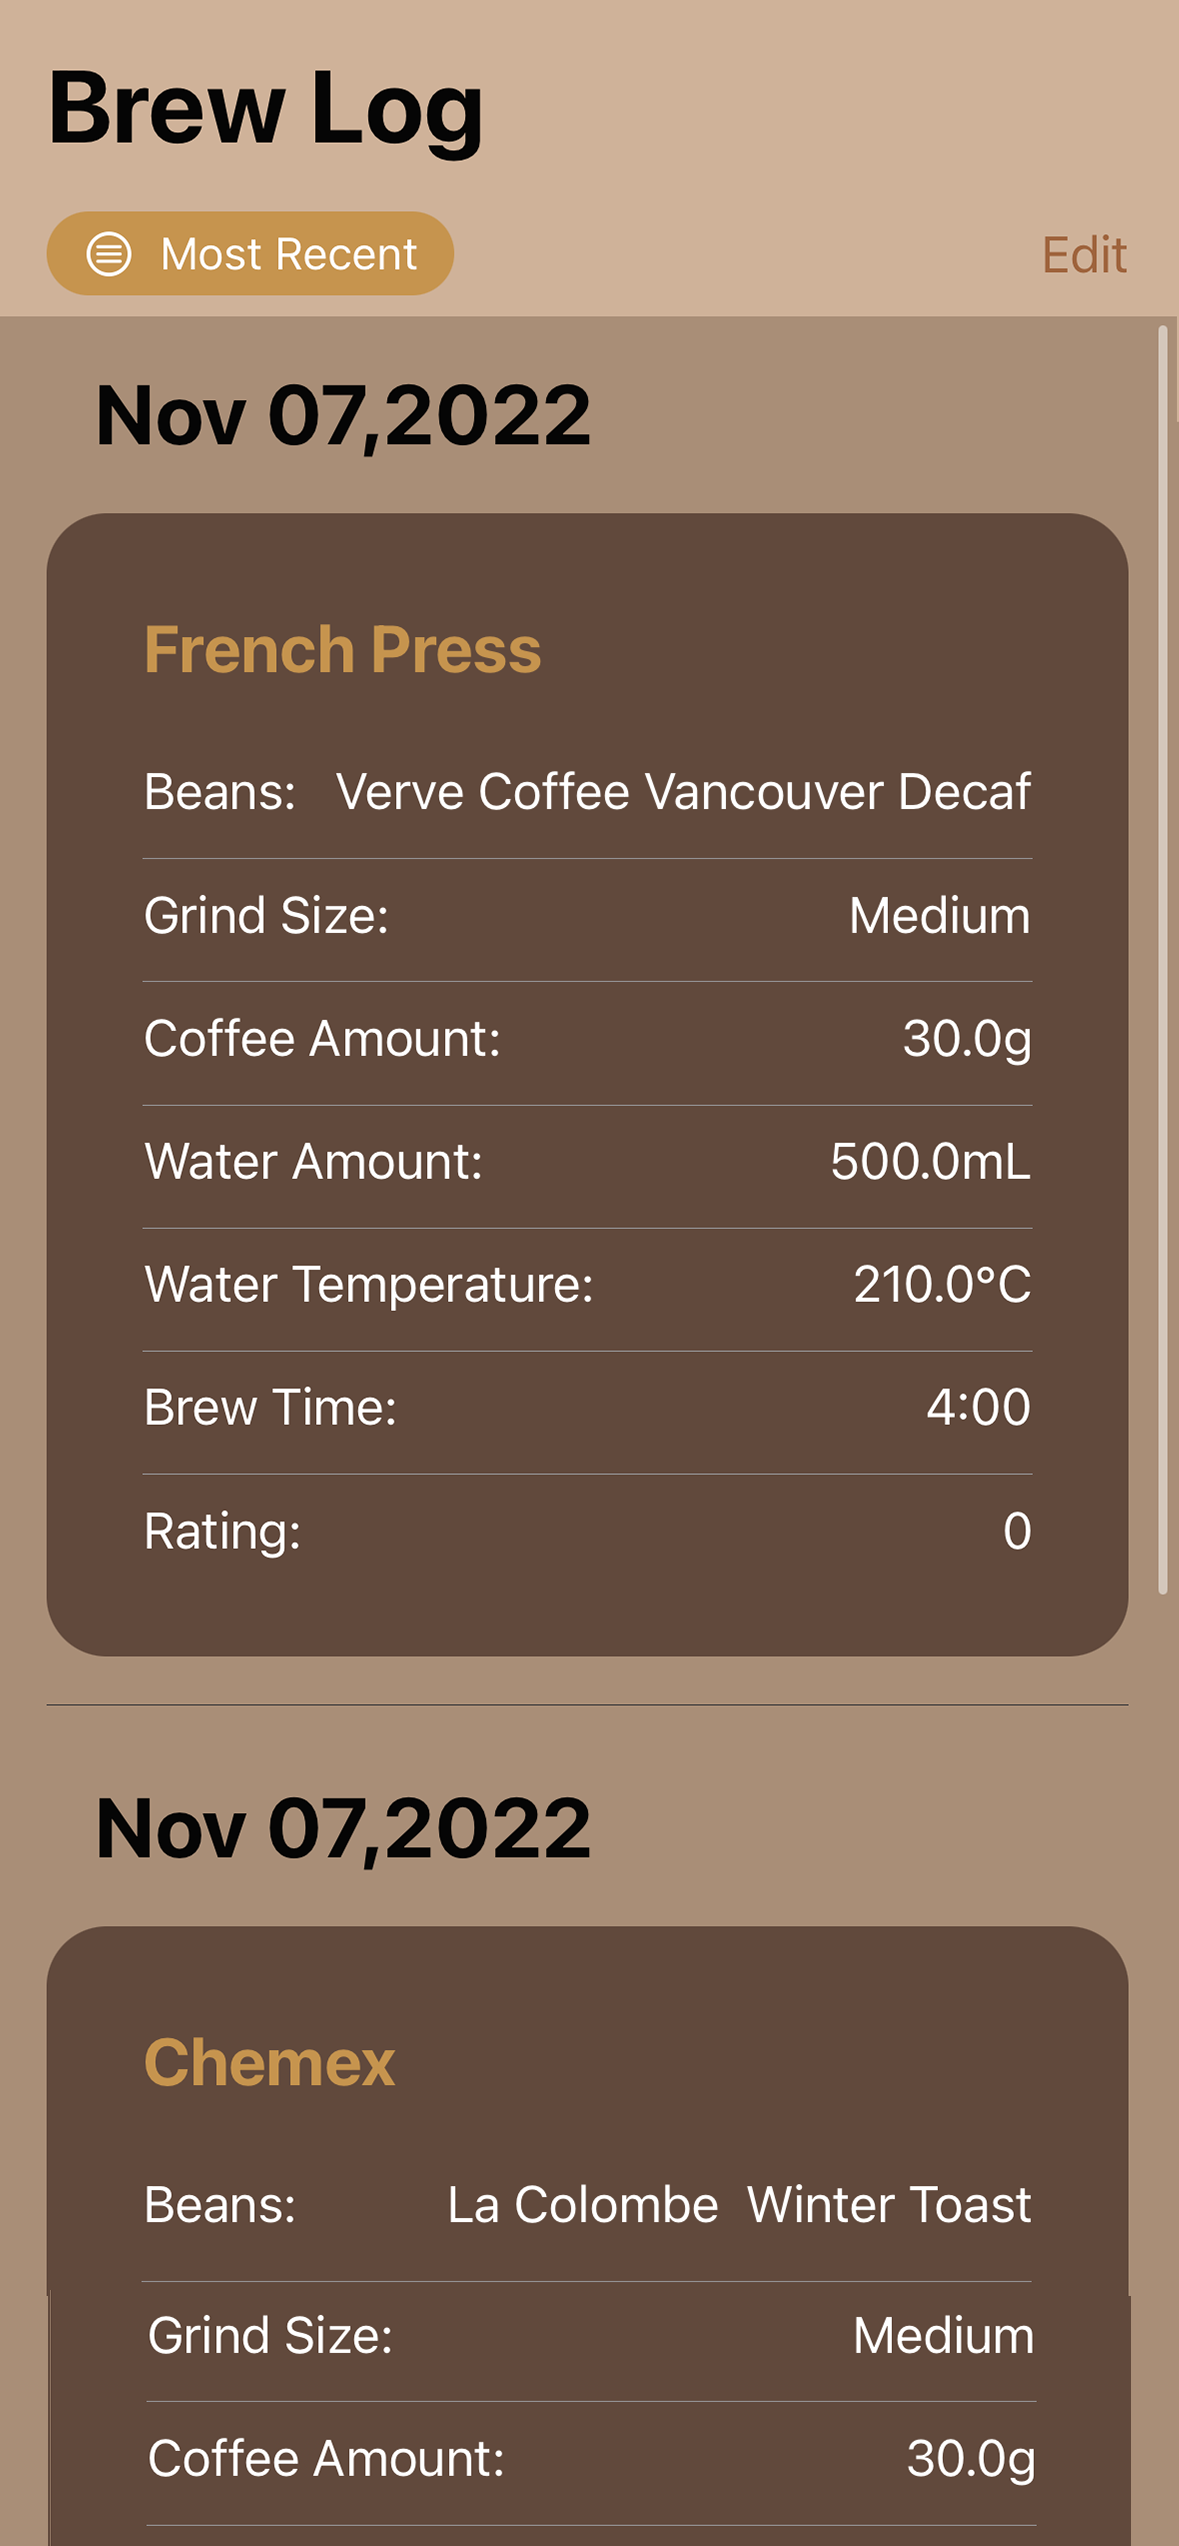 Brew Log
Most Recent
Edit
Nov 07,2022
French Press
Beans: Verve Coffee Vancouver Decaf
Grind Size: Medium
Coffee Amount: 30.0g
Water Amount: 500.0mL
Water Temperature: 210.0°C
Brew Time: 4:00
Rating: 0
Nov 07,2022
Chemex
Beans: La Colombe  Winter Toast
Grind Size: Medium
Coffee Amount: 30.0g